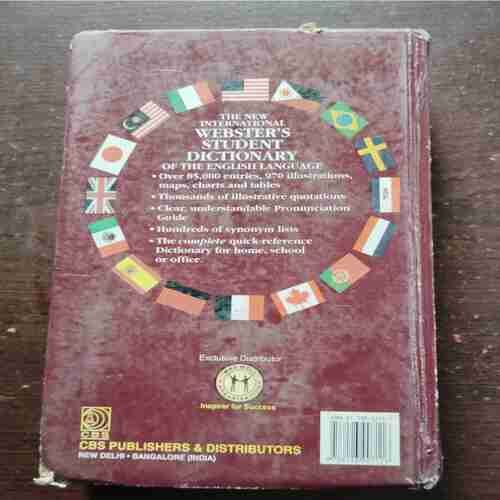 THE NEW
INTERNATIONAL
WEBSTER'S
STUDENT
DICTIONARY
OF THE ENGLISH LANGUAGE
• Over 85,000 entries, 970 illustrations,
maps, charts and tables
• Thousands of illustrative quotations
• Clear, understandable Pronunciation
Guide
• Hundreds of synonym lists
• The complete quick-reference
Dictionary for home, school
or office.
Exclusive Distributor
Inspirer for Success
CBS
CBS PUBLISHERS & DISTRIBUTORS
NEW DELHI • BANGALORE (INDIA)